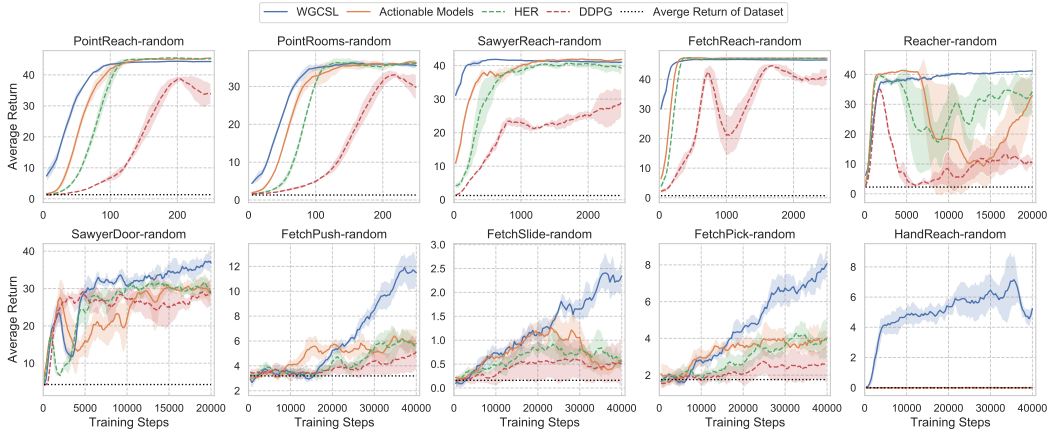 WGCSL Actionable Models HER DDPG Averge Return of Dataset
PointReach-random PointRooms-random SawyerReach-random FetchReach-random Reacher-random
Average Return
40 30 20 10 0
0 100 200
30 20 10 0
0 100 200
40 30 20 10 0
0 1000 2000
40 30 20 10 0
0 1000 2000
40 30 20 10 0
0 5000 10000 15000 20000
SawyerDoor-random FetchPush-random FetchSlide-random FetchPick-random HandReach-random
Average Return
40 30 20 10
0 5000 10000 15000 20000
Training Steps
12 10 8 6 4 2
0 10000 20000 30000 40000
Training Steps
3.0 2.5 2.0 1.5 1.0 0.5 0.0
0 10000 20000 30000 40000
Training Steps
8 6 4 2
0 10000 20000 30000 40000
Training Steps
8 6 4 2 0
0 10000 20000 30000 40000
Training Steps